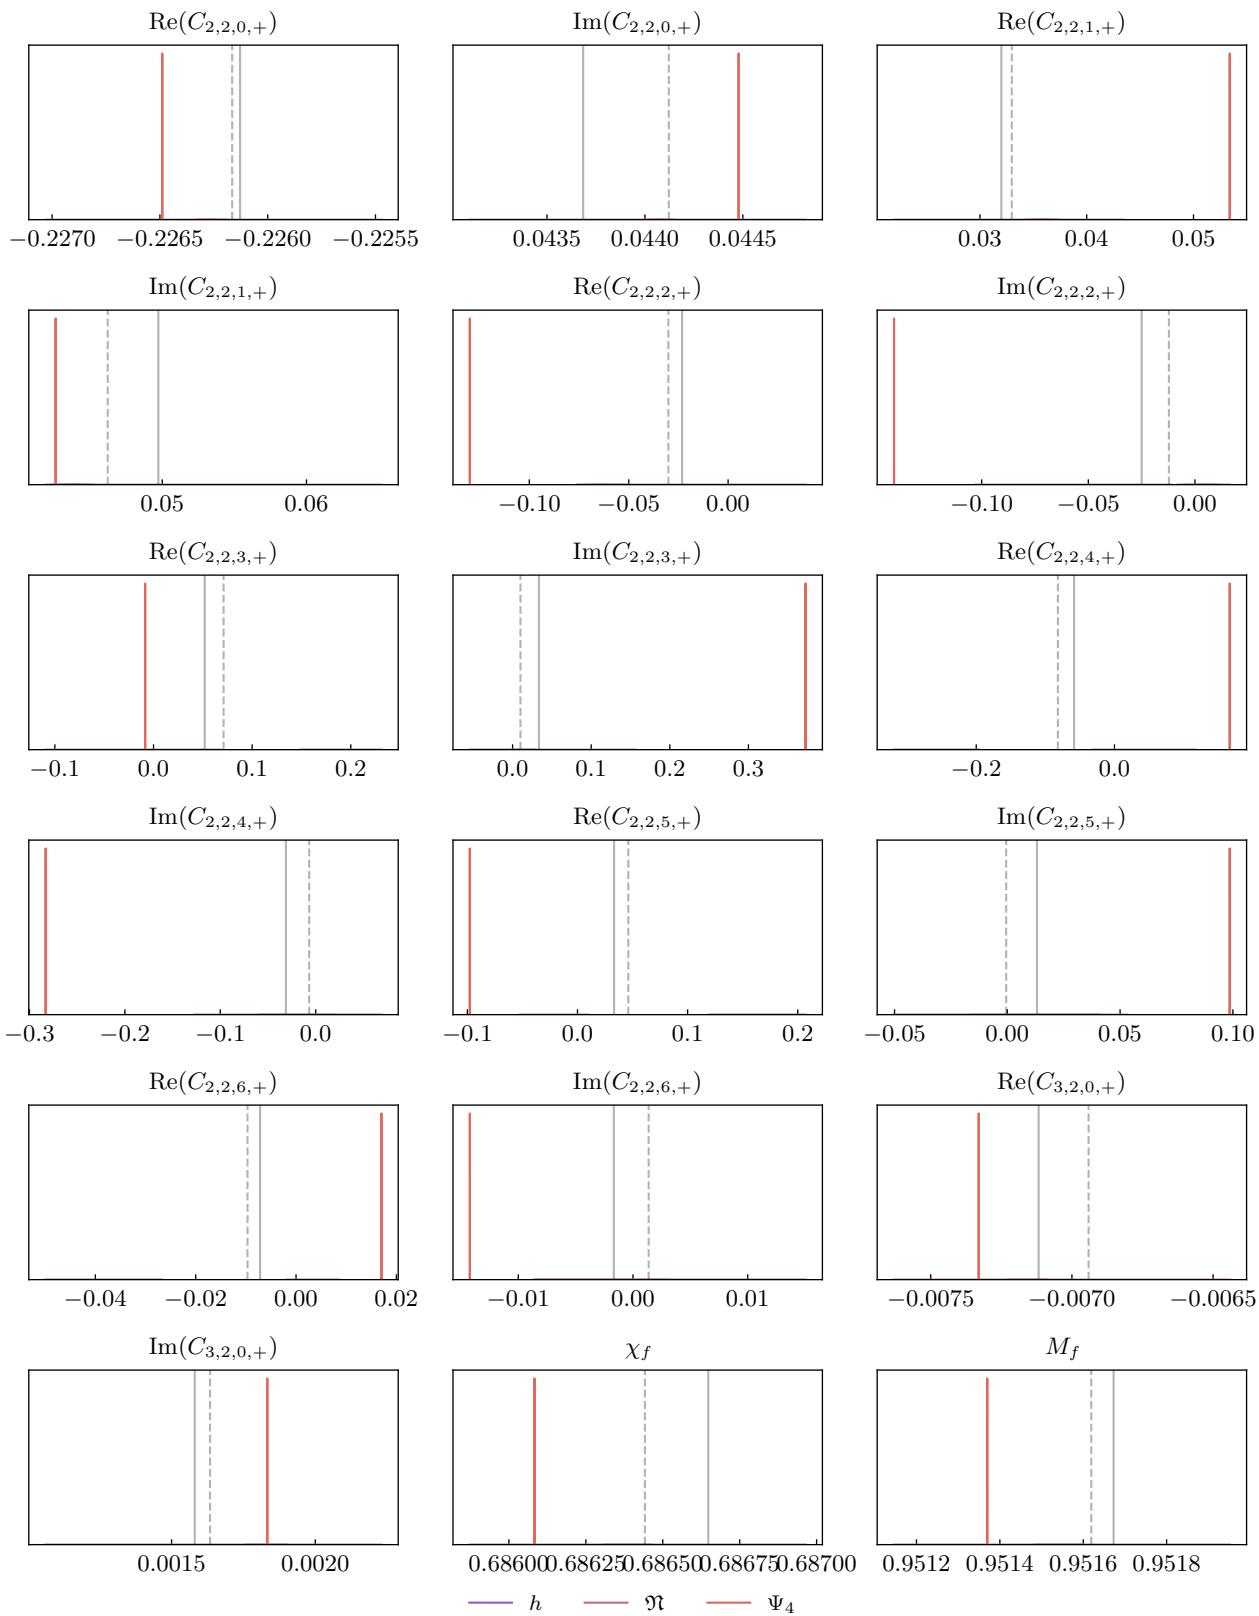 Re(C₂,₂,₀,₊) Im(C₂,₂,₀,₊) Re(C₂,₂,₁,₊)
−0.2270 −0.2265 −0.2260 −0.2255 0.0435 0.0440 0.0445 0.03 0.04 0.05
Im(C₂,₂,₁,₊) Re(C₂,₂,₂,₊) Im(C₂,₂,₂,₊)
0.05 0.06 −0.10 −0.05 0.00 −0.10 −0.05 0.00
Re(C₂,₂,₃,₊) Im(C₂,₂,₃,₊) Re(C₂,₂,₄,₊)
−0.1 0.0 0.1 0.2 0.0 0.1 0.2 0.3 −0.2 0.0
Im(C₂,₂,₄,₊) Re(C₂,₂,₅,₊) Im(C₂,₂,₅,₊)
−0.3 −0.2 −0.1 0.0 −0.1 0.0 0.1 0.2 −0.05 0.00 0.05 0.10
Re(C₂,₂,₆,₊) Im(C₂,₂,₆,₊) Re(C₃,₂,₀,₊)
−0.04 −0.02 0.00 0.02 −0.01 0.00 0.01 −0.0075 −0.0070 −0.0065
Im(C₃,₂,₀,₊) χ_f M_f
0.0015 0.0020 0.68600 0.68625 0.68650 0.68675 0.68700 0.9512 0.9514 0.9516 0.9518
h 𝔑 Ψ₄